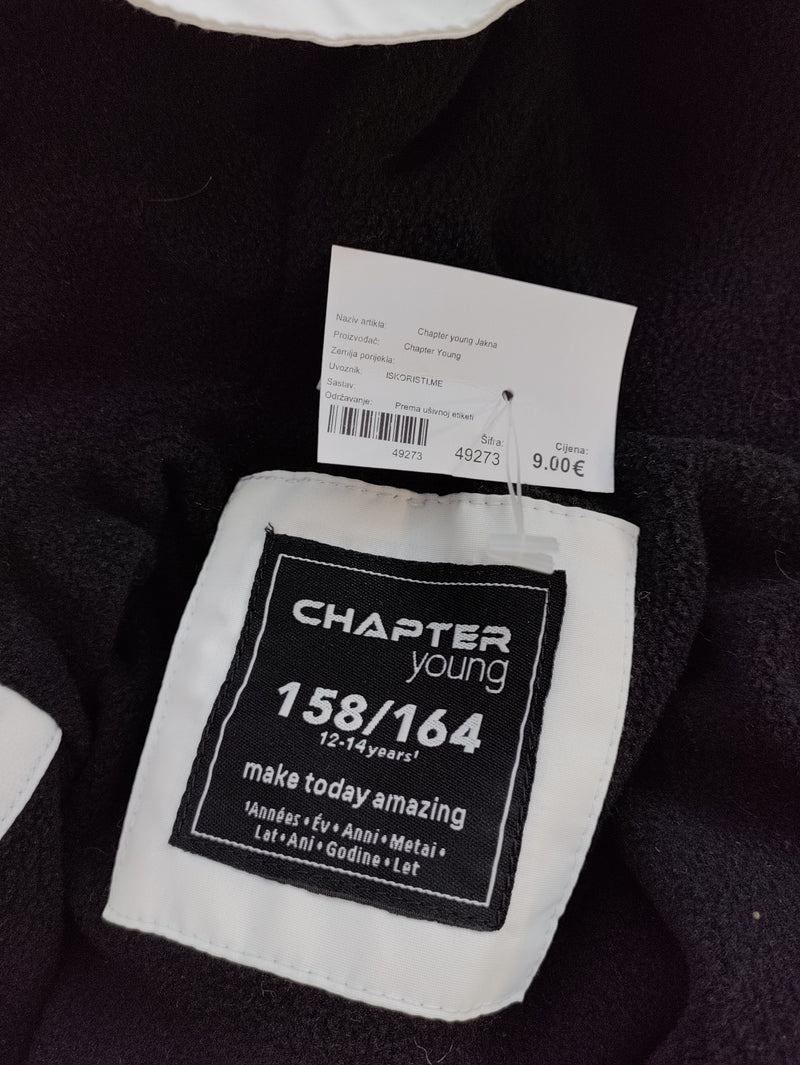 Naziv artikla: Chapter young Jakna
Proizvođač: Chapter Young
Zemlja porijekla:
Uvoznik: ISKORISTI.ME
Sastav:
Održavanje: Prema ušivnoj etiketi
49273
Šifra:
49273
Cijena:
9.00€
CHAPTER
young
158/164
12-14years¹
make today amazing
¹Années • Év • Anni • Metai •
Lat • Ani • Godine • Let